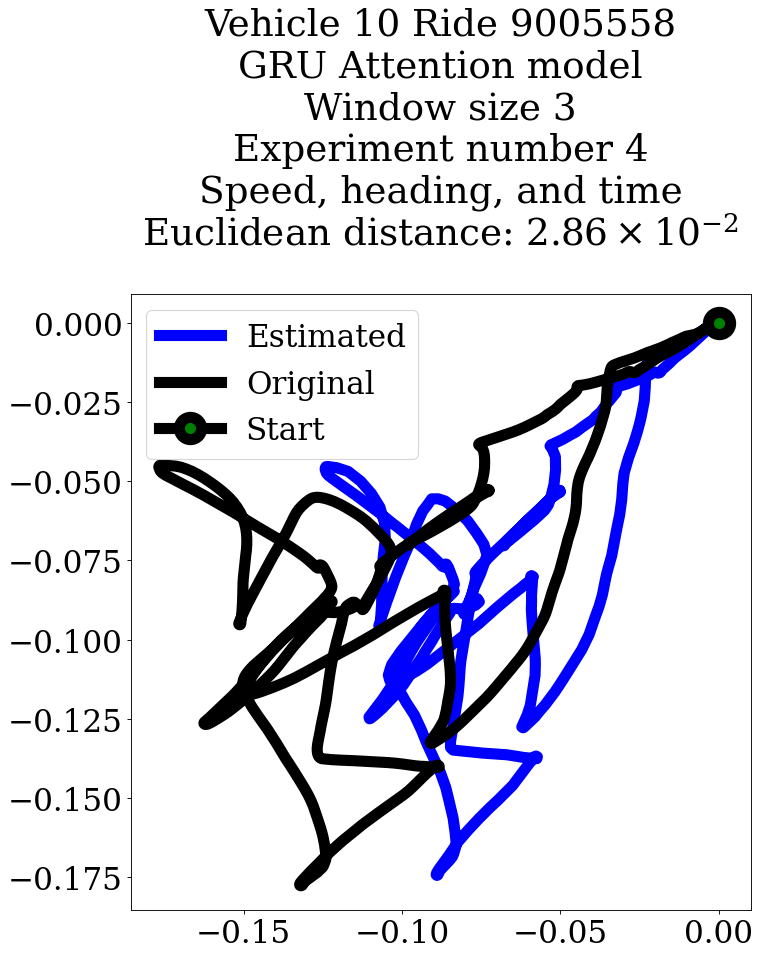 Vehicle 10 Ride 9005558
GRU Attention model
Window size 3
Experiment number 4
Speed, heading, and time
Euclidean distance: 2.86 × 10⁻²
0.000
−0.025
−0.050
−0.075
−0.100
−0.125
−0.150
−0.175
Estimated
Original
Start
−0.15
−0.10
−0.05
0.00